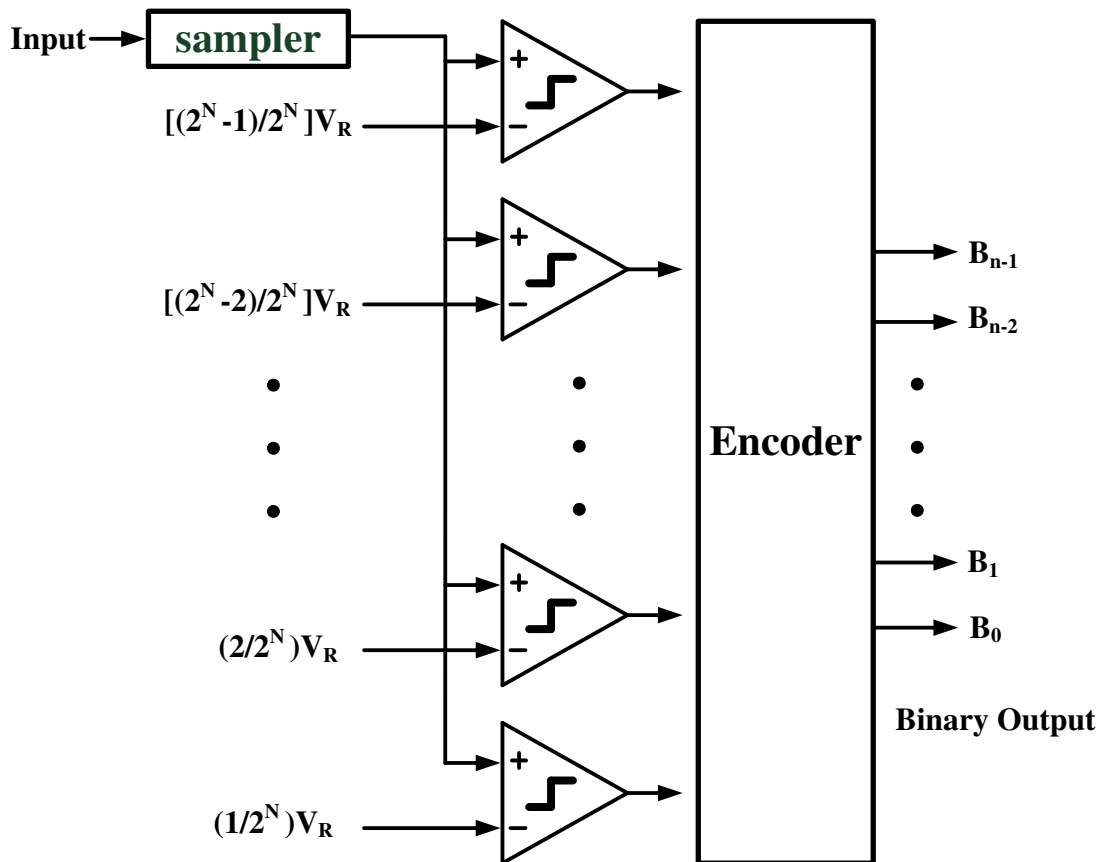 Input
sampler
+
[(2^N -1)/2^N ]V_R
−
+
[(2^N -2)/2^N ]V_R
−
B_n-1
B_n-2
Encoder
+
(2/2^N )V_R
−
B_1
B_0
Binary Output
+
(1/2^N )V_R
−